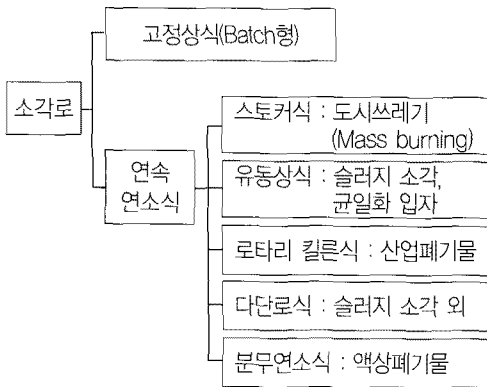 고정상식(Batch형)
소각로
연속
연소식
스토커식 : 도시쓰레기
(Mass burning)
유동상식 : 슬러지 소각,
균일화 입자
로타리 킬른식 : 산업폐기물
다단로식 : 슬러지 소각 외
분무연소식 : 액상폐기물